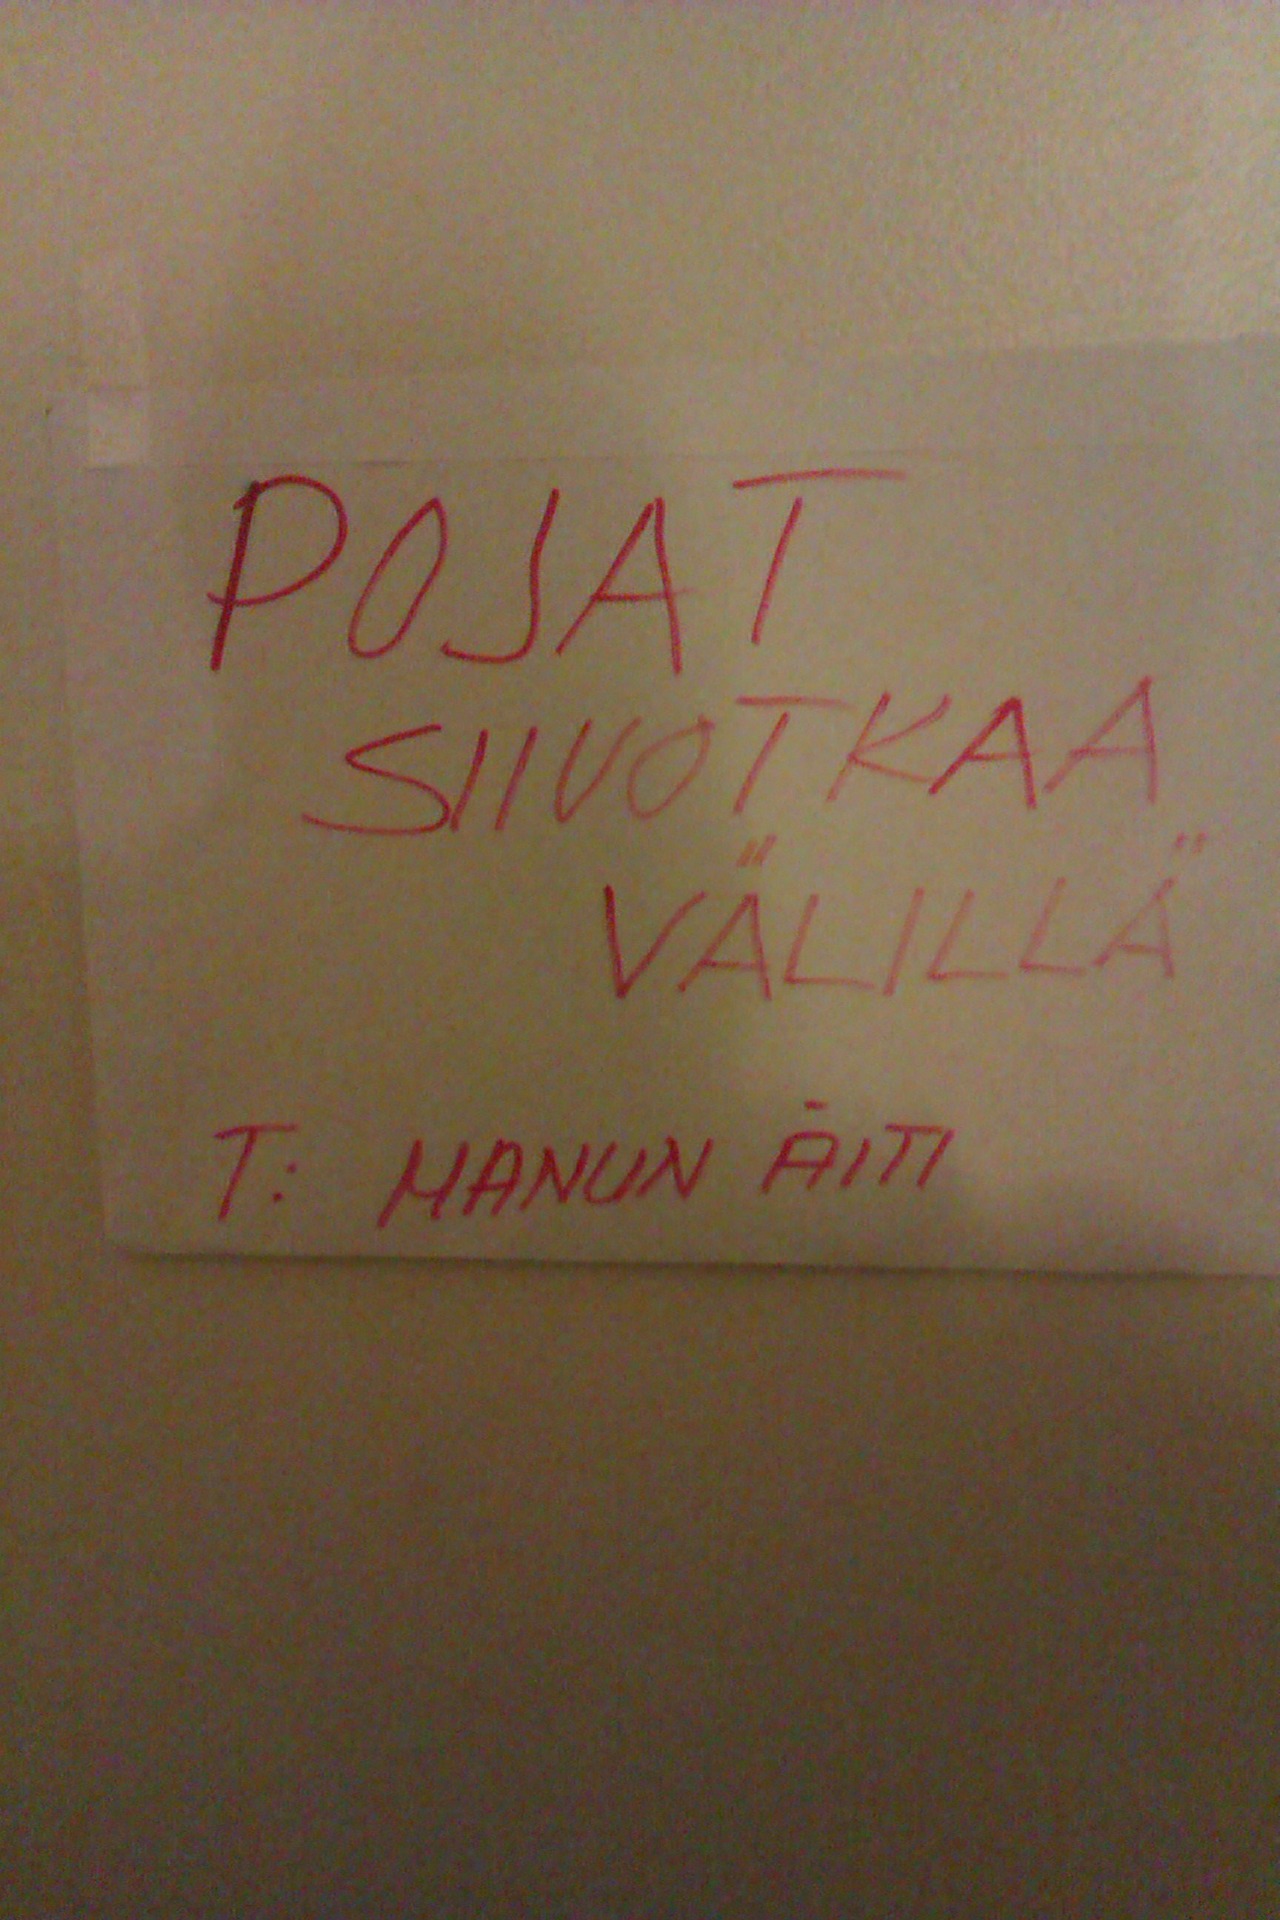 POJAT
SIIVOTKAA
VÄLILLÄ
T: MANUN ÄITI